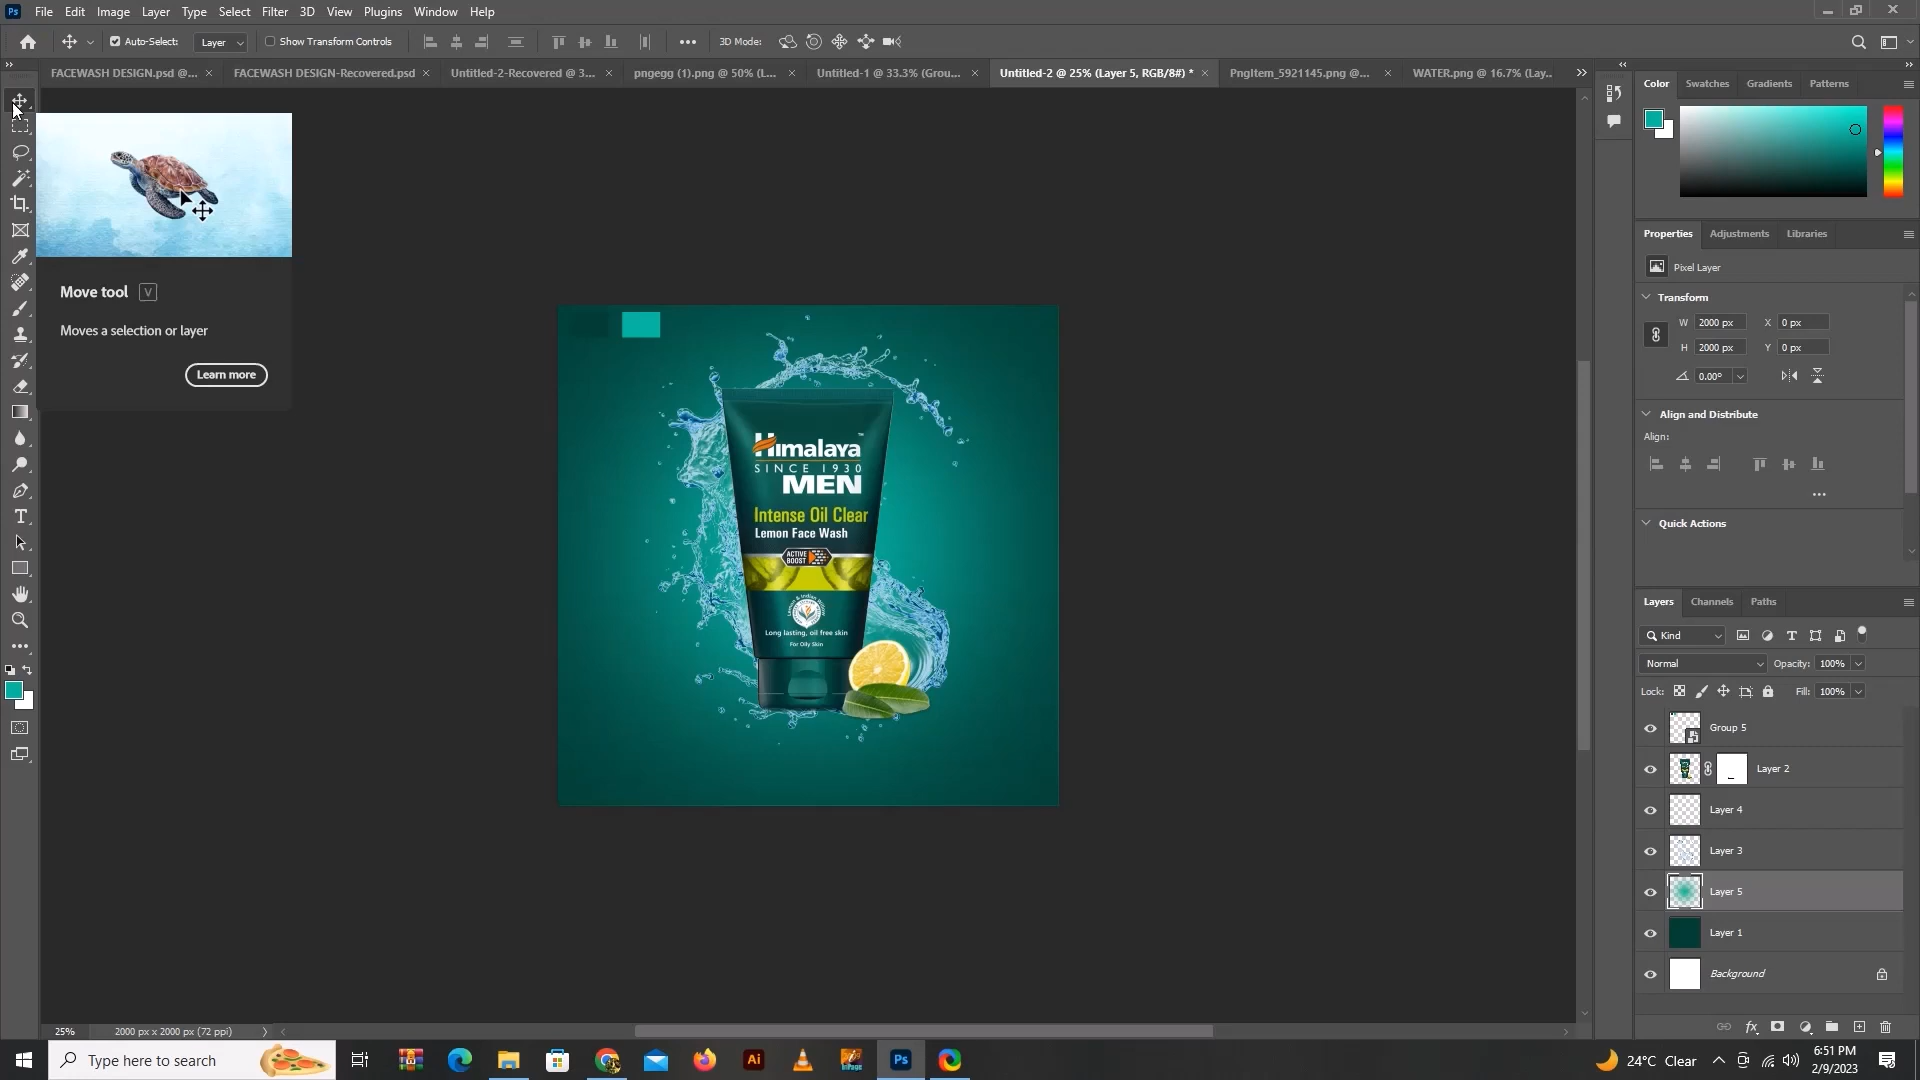 Ps File Edit Image Layer Type Select Filter 3D View Plugins Window Help
Auto-Select: Layer Show Transform Controls 3D Mode:
FACEWASH DESIGN.psd @... FACEWASH DESIGN-Recovered.psd Untitled-2-Recovered @ 3... pngegg (1).png @ 50% (L... Untitled-1 @ 33.3% (Grou... Untitled-2 @ 25% (Layer 5, RGB/8#) * PngItem_5921145.png @... WATER.png @ 16.7% (Lay...
Color Swatches Gradients Patterns
Move tool V
Moves a selection or layer
Learn more
Himalaya
SINCE 1930
MEN
Intense Oil Clear
Lemon Face Wash
ACTIVE
BOOST
Long lasting, oil free skin
For Oily Skin
Properties Adjustments Libraries
Pixel Layer
Transform
W 2000 px X 0 px
H 2000 px Y 0 px
0.00°
Align and Distribute
Align:
Quick Actions
Layers Channels Paths
Kind
Normal Opacity: 100%
Lock: Fill: 100%
Group 5
Layer 2
Layer 4
Layer 3
Layer 5
Layer 1
Background
25% 2000 px x 2000 px (72 ppi)
Type here to search
Ai
Ps
24°C Clear
6:51 PM
2/9/2023